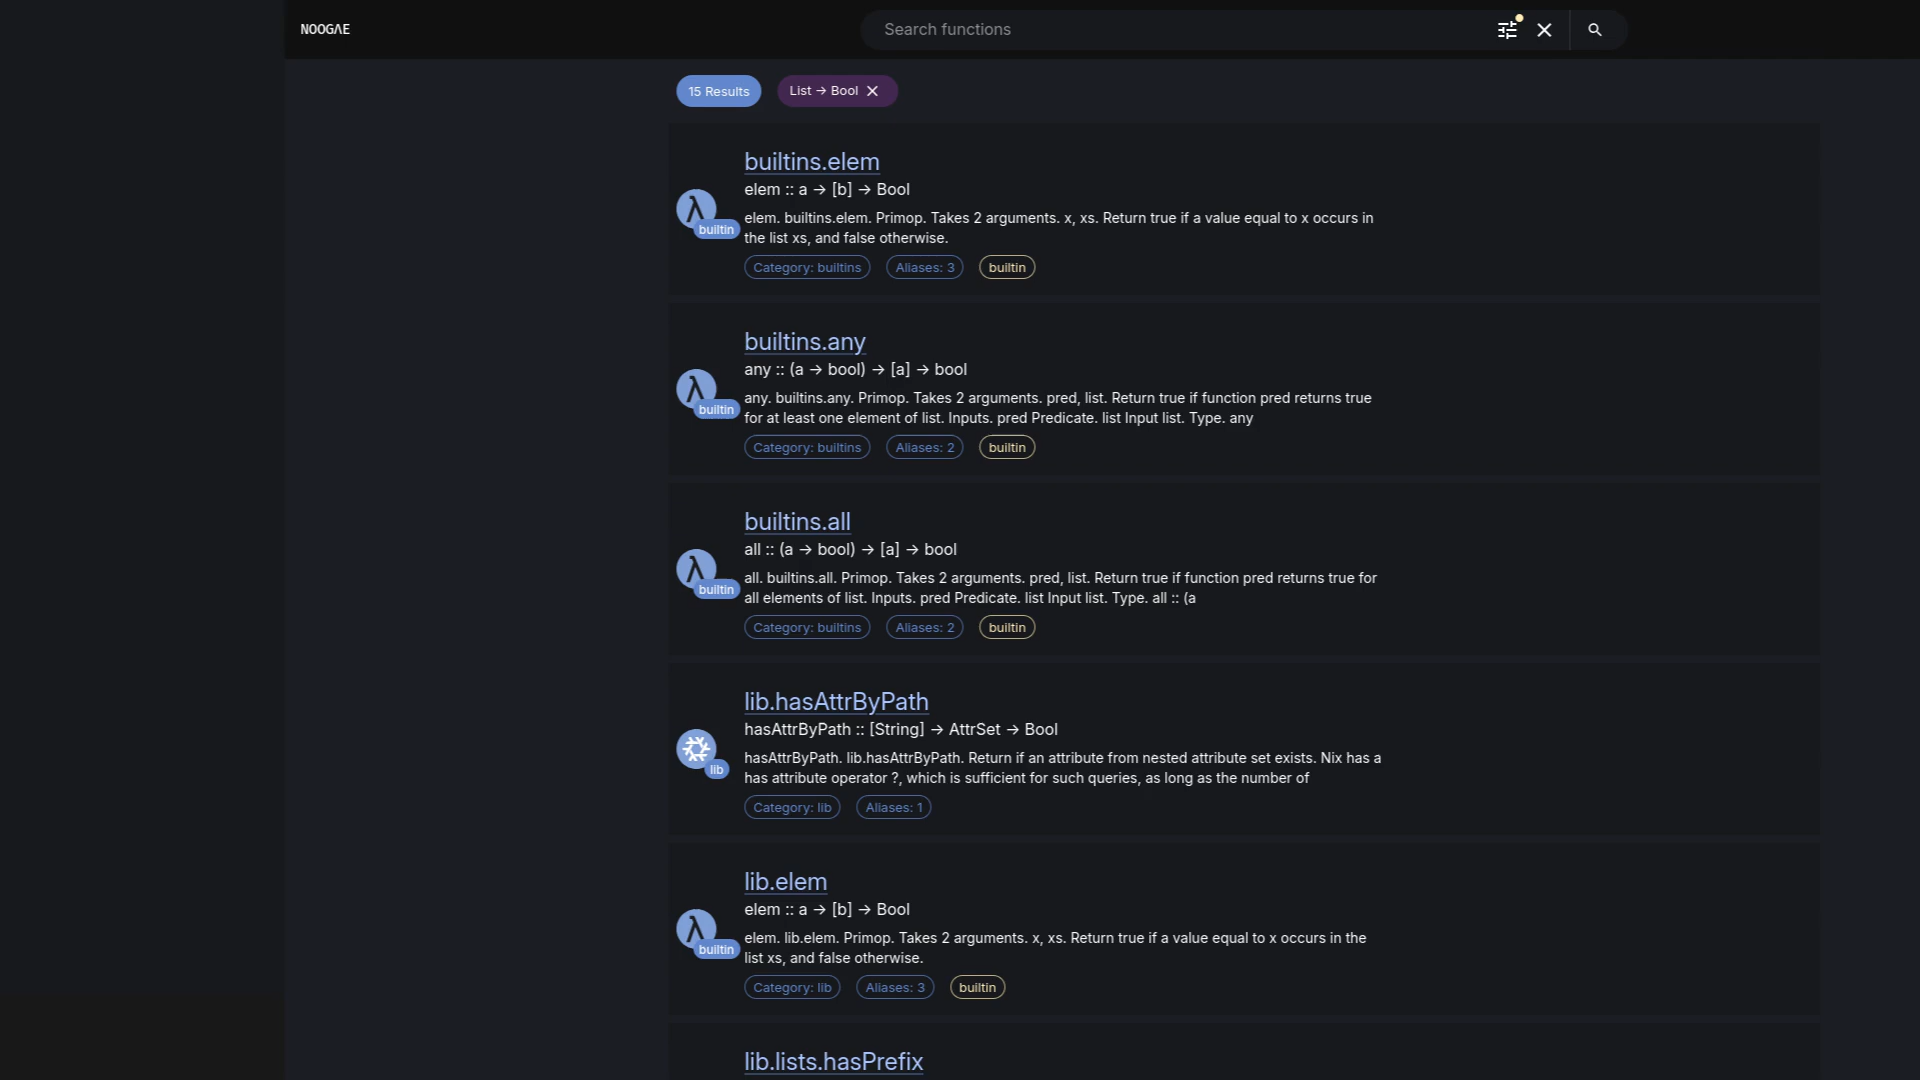 NOOGΛE
Search functions
15 Results
List → Bool
builtins.elem
elem :: a → [b] → Bool
elem. builtins.elem. Primop. Takes 2 arguments. x, xs. Return true if a value equal to x occurs in
the list xs, and false otherwise.
λ builtin
Category: builtins Aliases: 3 builtin
builtins.any
any :: (a → bool) → [a] → bool
any. builtins.any. Primop. Takes 2 arguments. pred, list. Return true if function pred returns true
for at least one element of list. Inputs. pred Predicate. list Input list. Type. any
λ builtin
Category: builtins Aliases: 2 builtin
builtins.all
all :: (a → bool) → [a] → bool
all. builtins.all. Primop. Takes 2 arguments. pred, list. Return true if function pred returns true for
all elements of list. Inputs. pred Predicate. list Input list. Type. all :: (a
λ builtin
Category: builtins Aliases: 2 builtin
lib.hasAttrByPath
hasAttrByPath :: [String] → AttrSet → Bool
hasAttrByPath. lib.hasAttrByPath. Return if an attribute from nested attribute set exists. Nix has a
has attribute operator ?, which is sufficient for such queries, as long as the number of
lib
Category: lib Aliases: 1
lib.elem
elem :: a → [b] → Bool
elem. lib.elem. Primop. Takes 2 arguments. x, xs. Return true if a value equal to x occurs in the
list xs, and false otherwise.
λ builtin
Category: lib Aliases: 3 builtin
lib.lists.hasPrefix